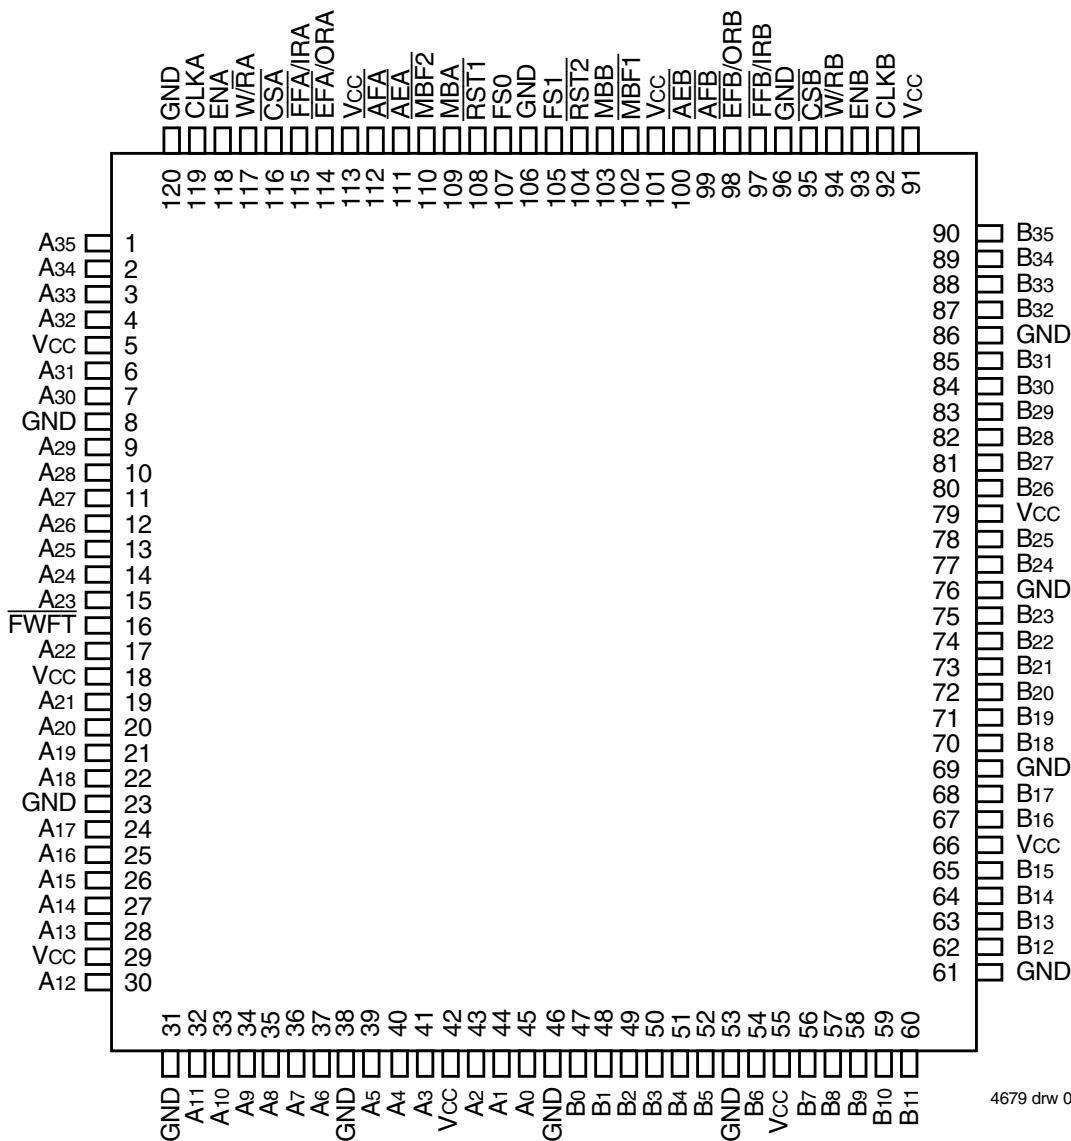 GND CLKA ENA W/RA CSA FFA/IRA EFA/ORA VCC AFA AEA MBF2 MBA RST1 FS0 GND FS1 RST2 MBB MBF1 VCC AEB AFB EFB/ORB FFB/IRB GND CSB W/RB ENB CLKB VCC
120 119 118 117 116 115 114 113 112 111 110 109 108 107 106 105 104 103 102 101 100 99 98 97 96 95 94 93 92 91
A35 1 90 B35
A34 2 89 B34
A33 3 88 B33
A32 4 87 B32
VCC 5 86 GND
A31 6 85 B31
A30 7 84 B30
GND 8 83 B29
A29 9 82 B28
A28 10 81 B27
A27 11 80 B26
A26 12 79 VCC
A25 13 78 B25
A24 14 77 B24
A23 15 76 GND
FWFT 16 75 B23
A22 17 74 B22
VCC 18 73 B21
A21 19 72 B20
A20 20 71 B19
A19 21 70 B18
A18 22 69 GND
GND 23 68 B17
A17 24 67 B16
A16 25 66 VCC
A15 26 65 B15
A14 27 64 B14
A13 28 63 B13
VCC 29 62 B12
A12 30 61 GND
31 32 33 34 35 36 37 38 39 40 41 42 43 44 45 46 47 48 49 50 51 52 53 54 55 56 57 58 59 60
GND A11 A10 A9 A8 A7 A6 GND A5 A4 A3 VCC A2 A1 A0 GND B0 B1 B2 B3 B4 B5 GND B6 VCC B7 B8 B9 B10 B11
4679 drw 0